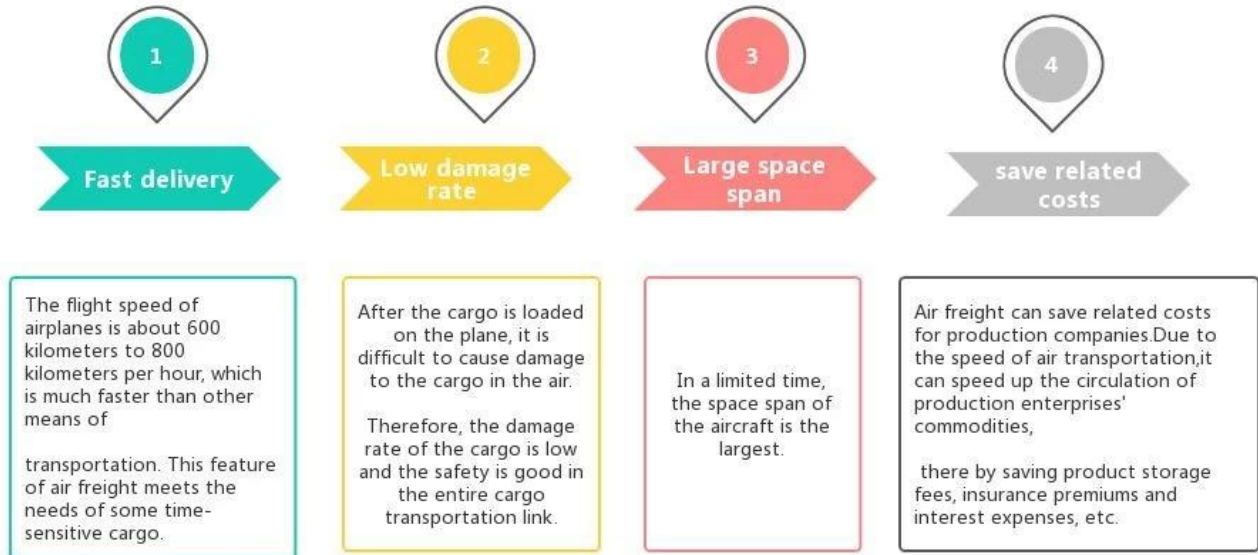 1
Fast delivery
The flight speed of
airplanes is about 600
kilometers to 800
kilometers per hour, which
is much faster than other
means of
transportation. This feature
of air freight meets the
needs of some time-
sensitive cargo.
2
Low damage
rate
After the cargo is loaded
on the plane, it is
difficult to cause damage
to the cargo in the air.
Therefore, the damage
rate of the cargo is low
and the safety is good in
the entire cargo
transportation link.
3
Large space
span
In a limited time,
the space span of
the aircraft is the
largest.
4
save related
costs
Air freight can save related costs
for production companies.Due to
the speed of air transportation,it
can speed up the circulation of
production enterprises'
commodities,
there by saving product storage
fees, insurance premiums and
interest expenses, etc.